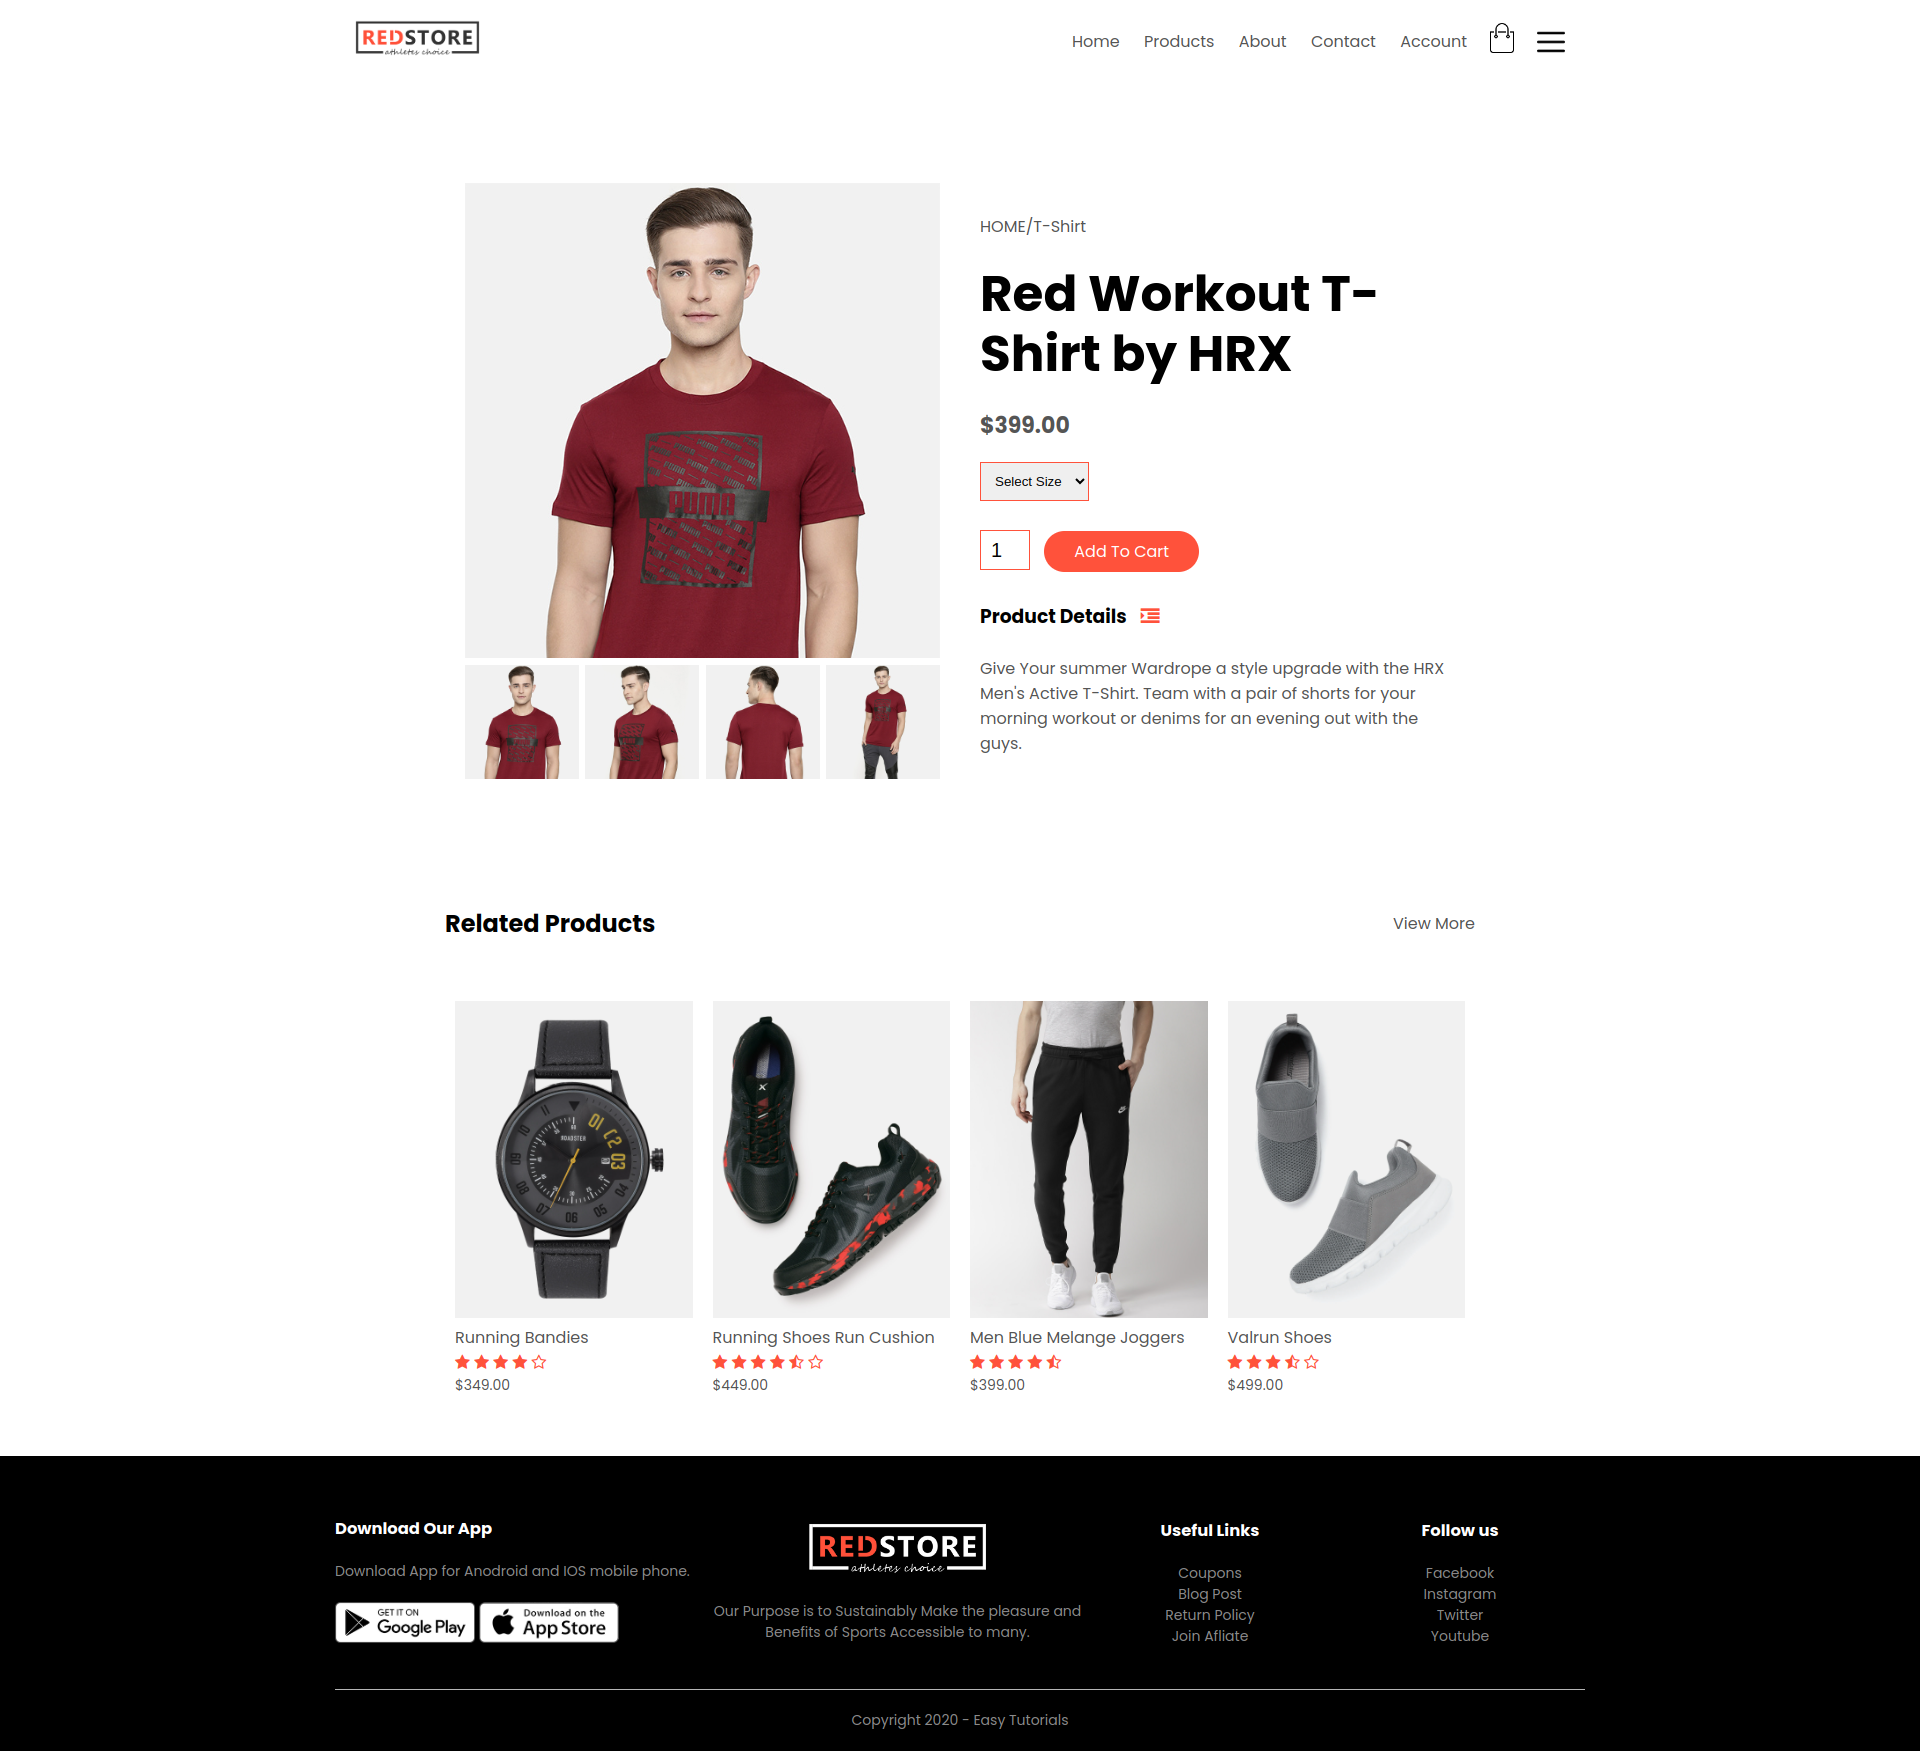 REDSTORE
athletes choice
Home Products About Contact Account
HOME/T-Shirt
Red Workout T-
Shirt by HRX
$399.00
Select Size
1 Add To Cart
Product Details
Give Your summer Wardrope a style upgrade with the HRX
Men's Active T-Shirt. Team with a pair of shorts for your
morning workout or denims for an evening out with the
guys.
PUMA
Related Products
View More
ROADSTER
Running Bandies
$349.00
Running Shoes Run Cushion
$449.00
Men Blue Melange Joggers
$399.00
Valrun Shoes
$499.00
Download Our App
Download App for Anodroid and IOS mobile phone.
GET IT ON
Google Play
Download on the
App Store
REDSTORE
athletes choice
Our Purpose is to Sustainably Make the pleasure and
Benefits of Sports Accessible to many.
Useful Links
Coupons
Blog Post
Return Policy
Join Afliate
Follow us
Facebook
Instagram
Twitter
Youtube
Copyright 2020 - Easy Tutorials